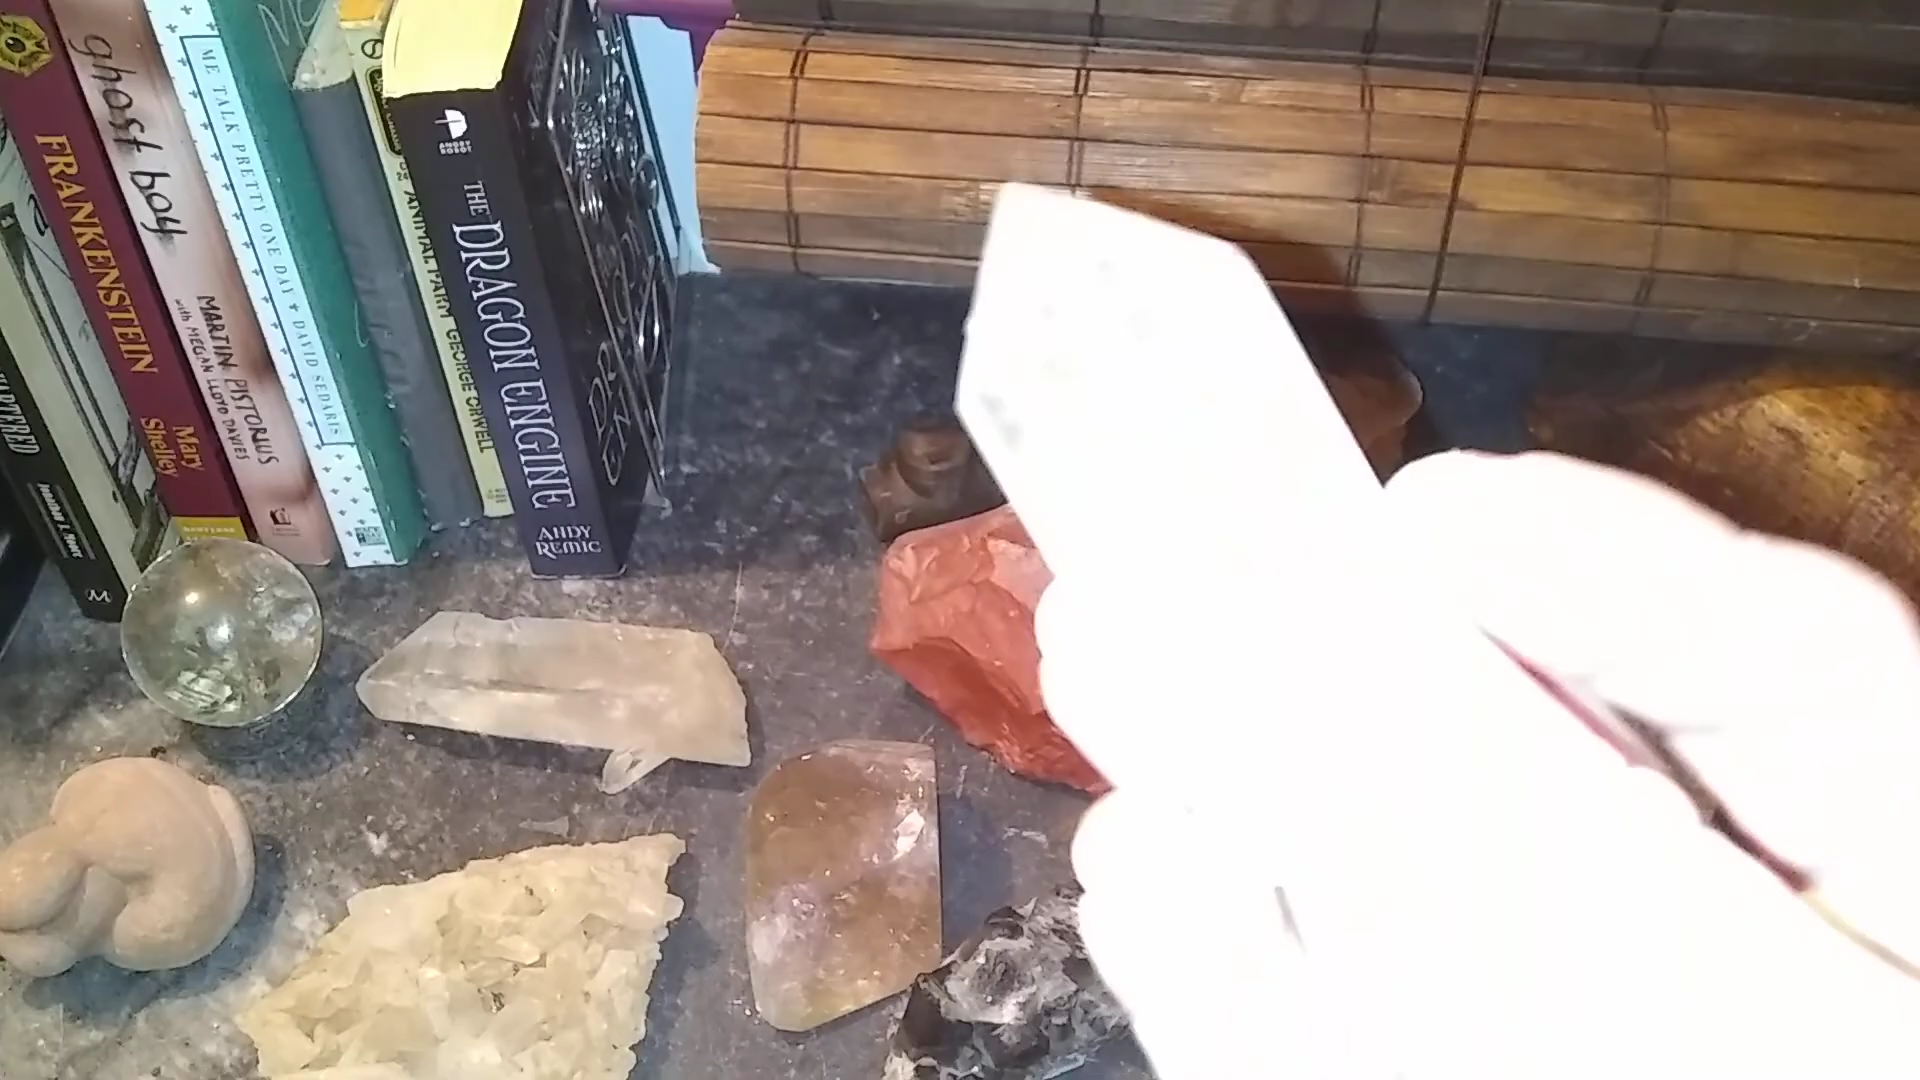 FRANKENSTEIN
Mary
Shelley
ghost boy
MARTIN PISTORIUS
with MEGAN LLOYD DAVIES
ME TALK PRETTY ONE DAY DAVID SEDARIS
ANIMAL FARM GEORGE ORWELL
ANGRY
ROBOT
THE DRAGON ENGINE
ANDY
REMIC